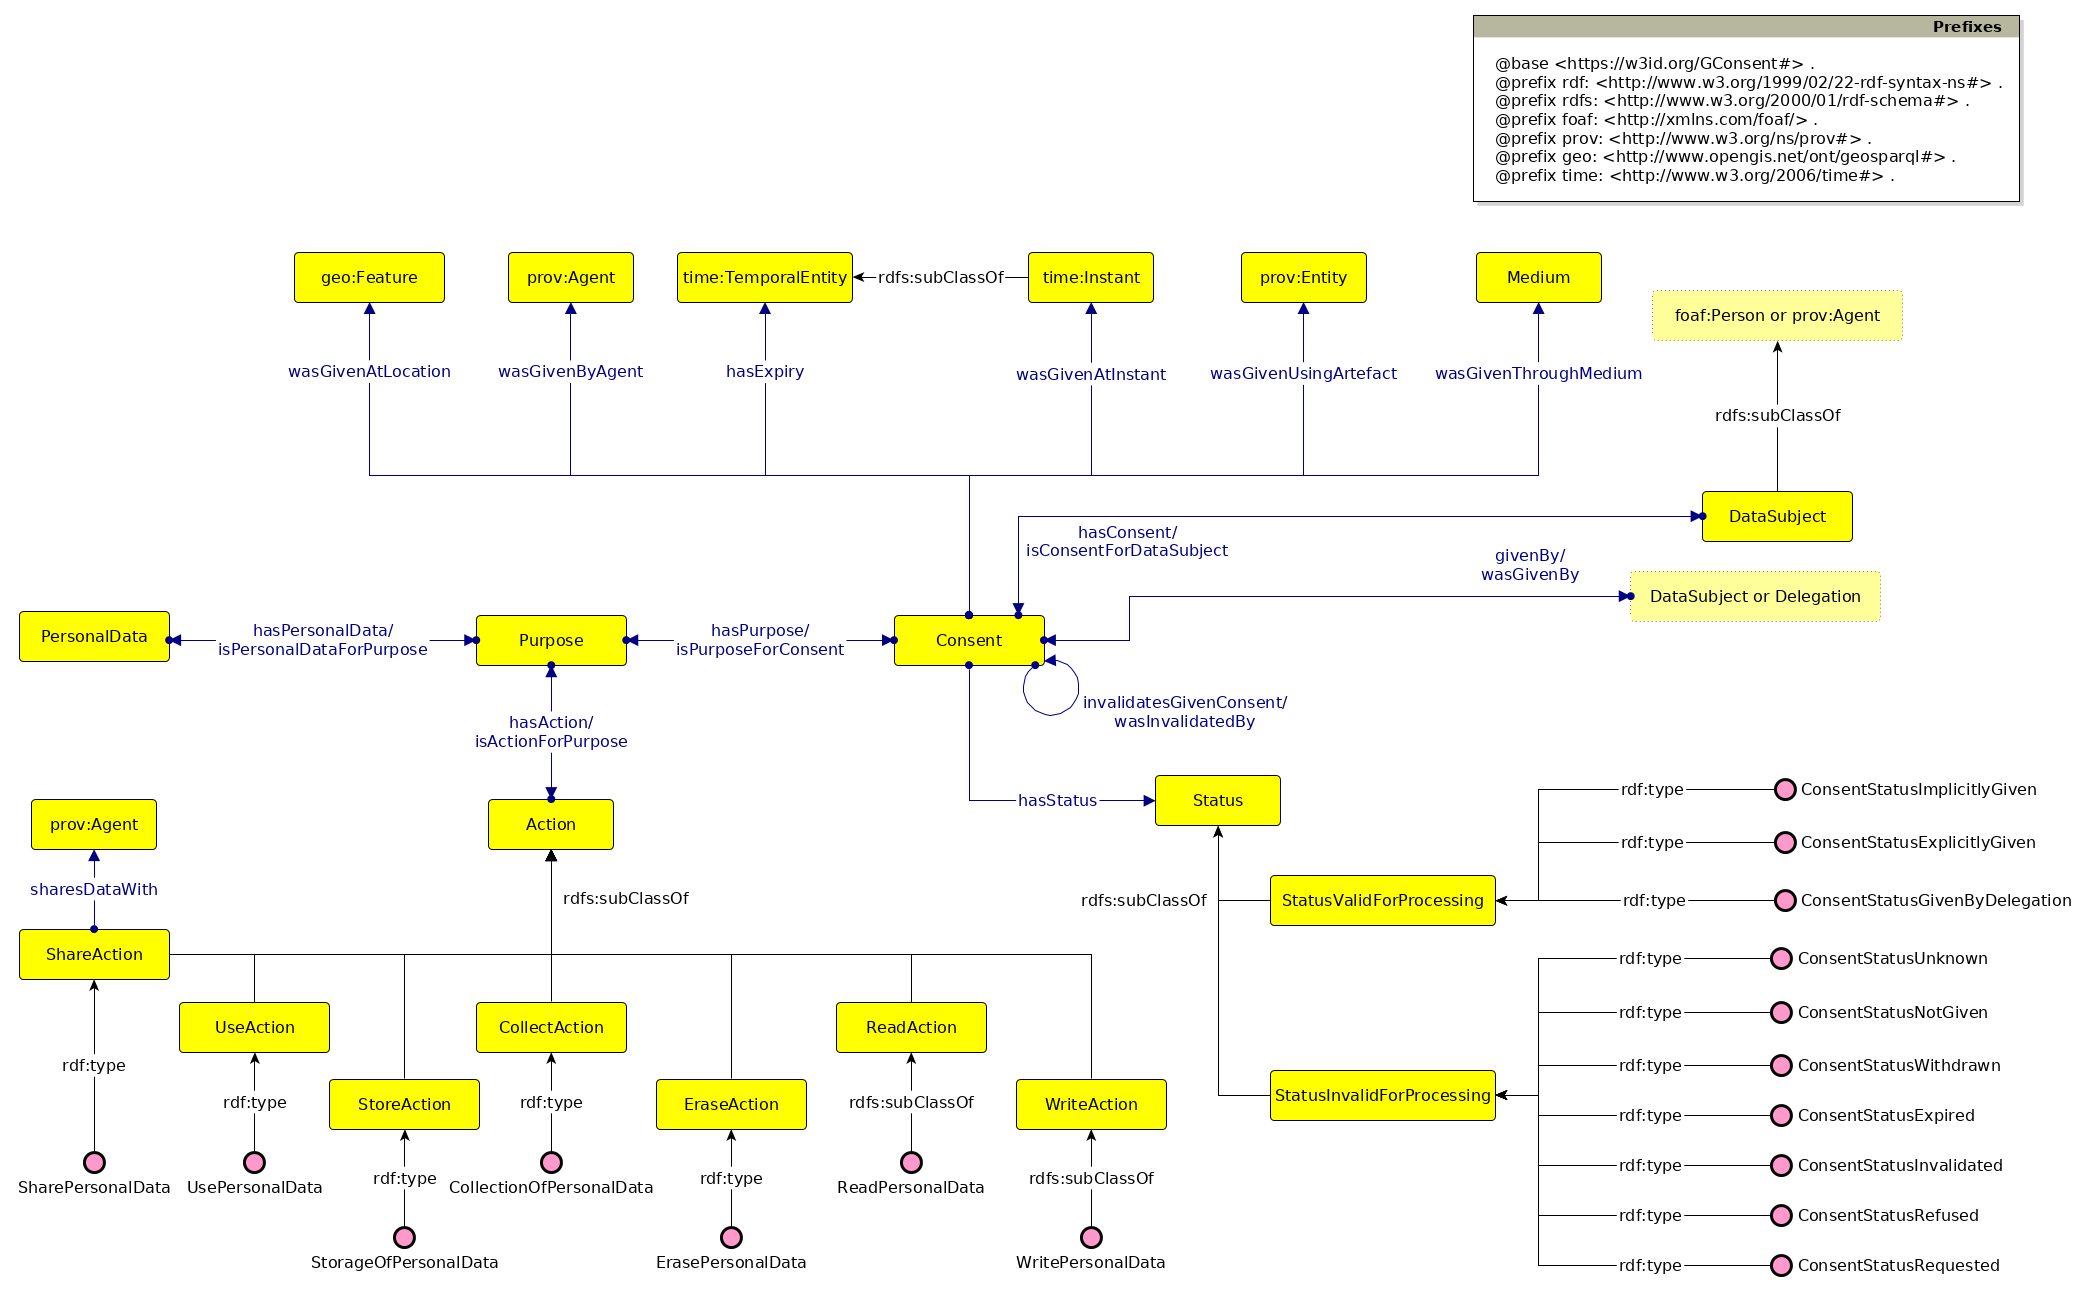 Prefixes
@base <https://w3id.org/GConsent#> .
@prefix rdf: <http://www.w3.org/1999/02/22-rdf-syntax-ns#> .
@prefix rdfs: <http://www.w3.org/2000/01/rdf-schema#> .
@prefix foaf: <http://xmlns.com/foaf/> .
@prefix prov: <http://www.w3.org/ns/prov#> .
@prefix geo: <http://www.opengis.net/ont/geosparql#> .
@prefix time: <http://www.w3.org/2006/time#> .
geo:Feature
prov:Agent
time:TemporalEntity
rdfs:subClassOf
time:Instant
prov:Entity
Medium
foaf:Person or prov:Agent
wasGivenAtLocation
wasGivenByAgent
hasExpiry
wasGivenAtInstant
wasGivenUsingArtefact
wasGivenThroughMedium
rdfs:subClassOf
DataSubject
hasConsent/
isConsentForDataSubject
givenBy/
wasGivenBy
DataSubject or Delegation
PersonalData
hasPersonalData/
isPersonalDataForPurpose
Purpose
hasPurpose/
isPurposeForConsent
Consent
invalidatesGivenConsent/
wasInvalidatedBy
hasAction/
isActionForPurpose
hasStatus
Status
prov:Agent
Action
sharesDataWith
rdfs:subClassOf
rdfs:subClassOf
StatusValidForProcessing
rdf:type
ConsentStatusImplicitlyGiven
rdf:type
ConsentStatusExplicitlyGiven
rdf:type
ConsentStatusGivenByDelegation
ShareAction
UseAction
CollectAction
ReadAction
StoreAction
EraseAction
WriteAction
StatusInvalidForProcessing
rdf:type
ConsentStatusUnknown
rdf:type
ConsentStatusNotGiven
rdf:type
ConsentStatusWithdrawn
rdf:type
ConsentStatusExpired
rdf:type
ConsentStatusInvalidated
rdf:type
ConsentStatusRefused
rdf:type
ConsentStatusRequested
rdf:type
rdf:type
rdf:type
rdfs:subClassOf
SharePersonalData
UsePersonalData
rdf:type
CollectionOfPersonalData
rdf:type
ReadPersonalData
rdfs:subClassOf
StorageOfPersonalData
ErasePersonalData
WritePersonalData